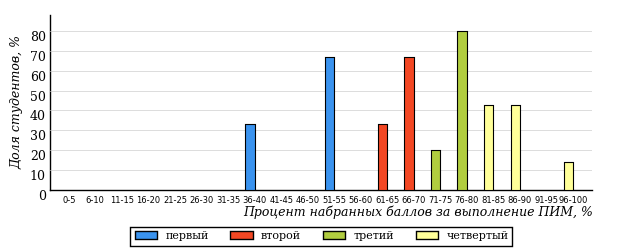 Доля студентов, %
80
70
60
50
40
30
20
10
0
0-5 6-10 11-15 16-20 21-25 26-30 31-35 36-40 41-45 46-50 51-55 56-60 61-65 66-70 71-75 76-80 81-85 86-90 91-95 96-100
Процент набранных баллов за выполнение ПИМ, %
первый второй третий четвертый